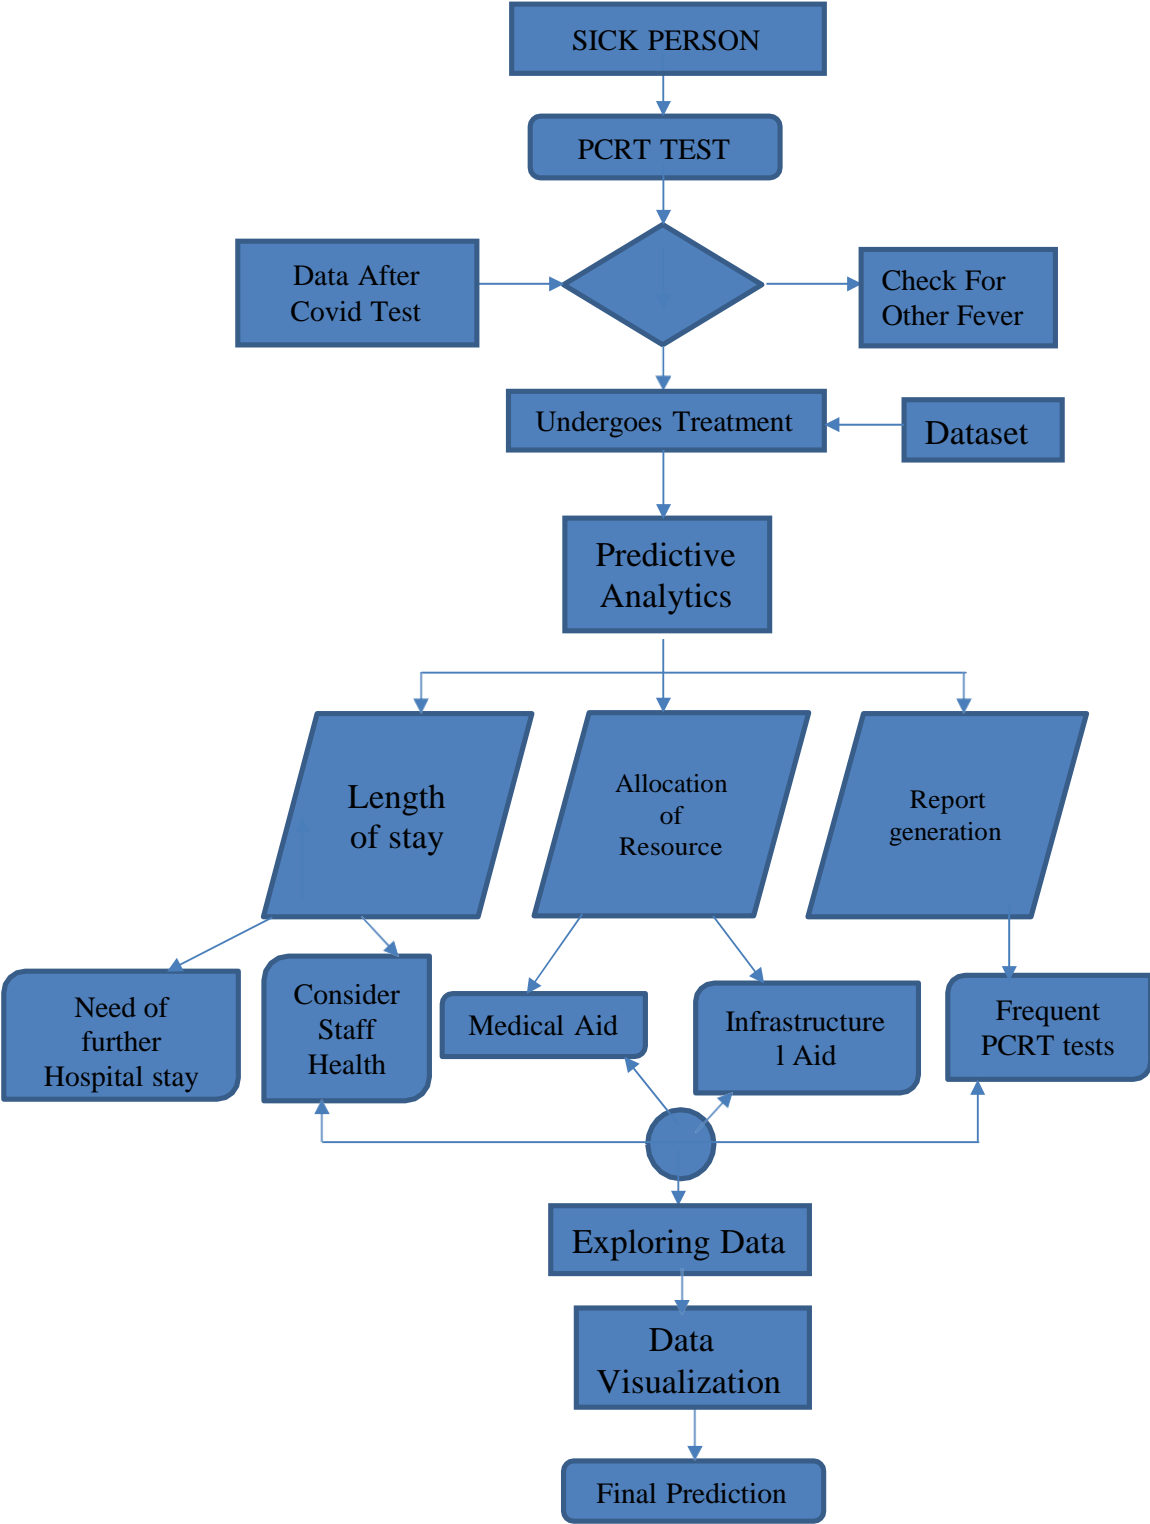 SICK PERSON
PCRT TEST
Data After
Covid Test
Check For
Other Fever
Undergoes Treatment
Dataset
Predictive
Analytics
Length
of stay
Allocation
of
Resource
Report
generation
Need of
further
Hospital stay
Consider
Staff
Health
Medical Aid
Infrastructure
l Aid
Frequent
PCRT tests
Exploring Data
Data
Visualization
Final Prediction